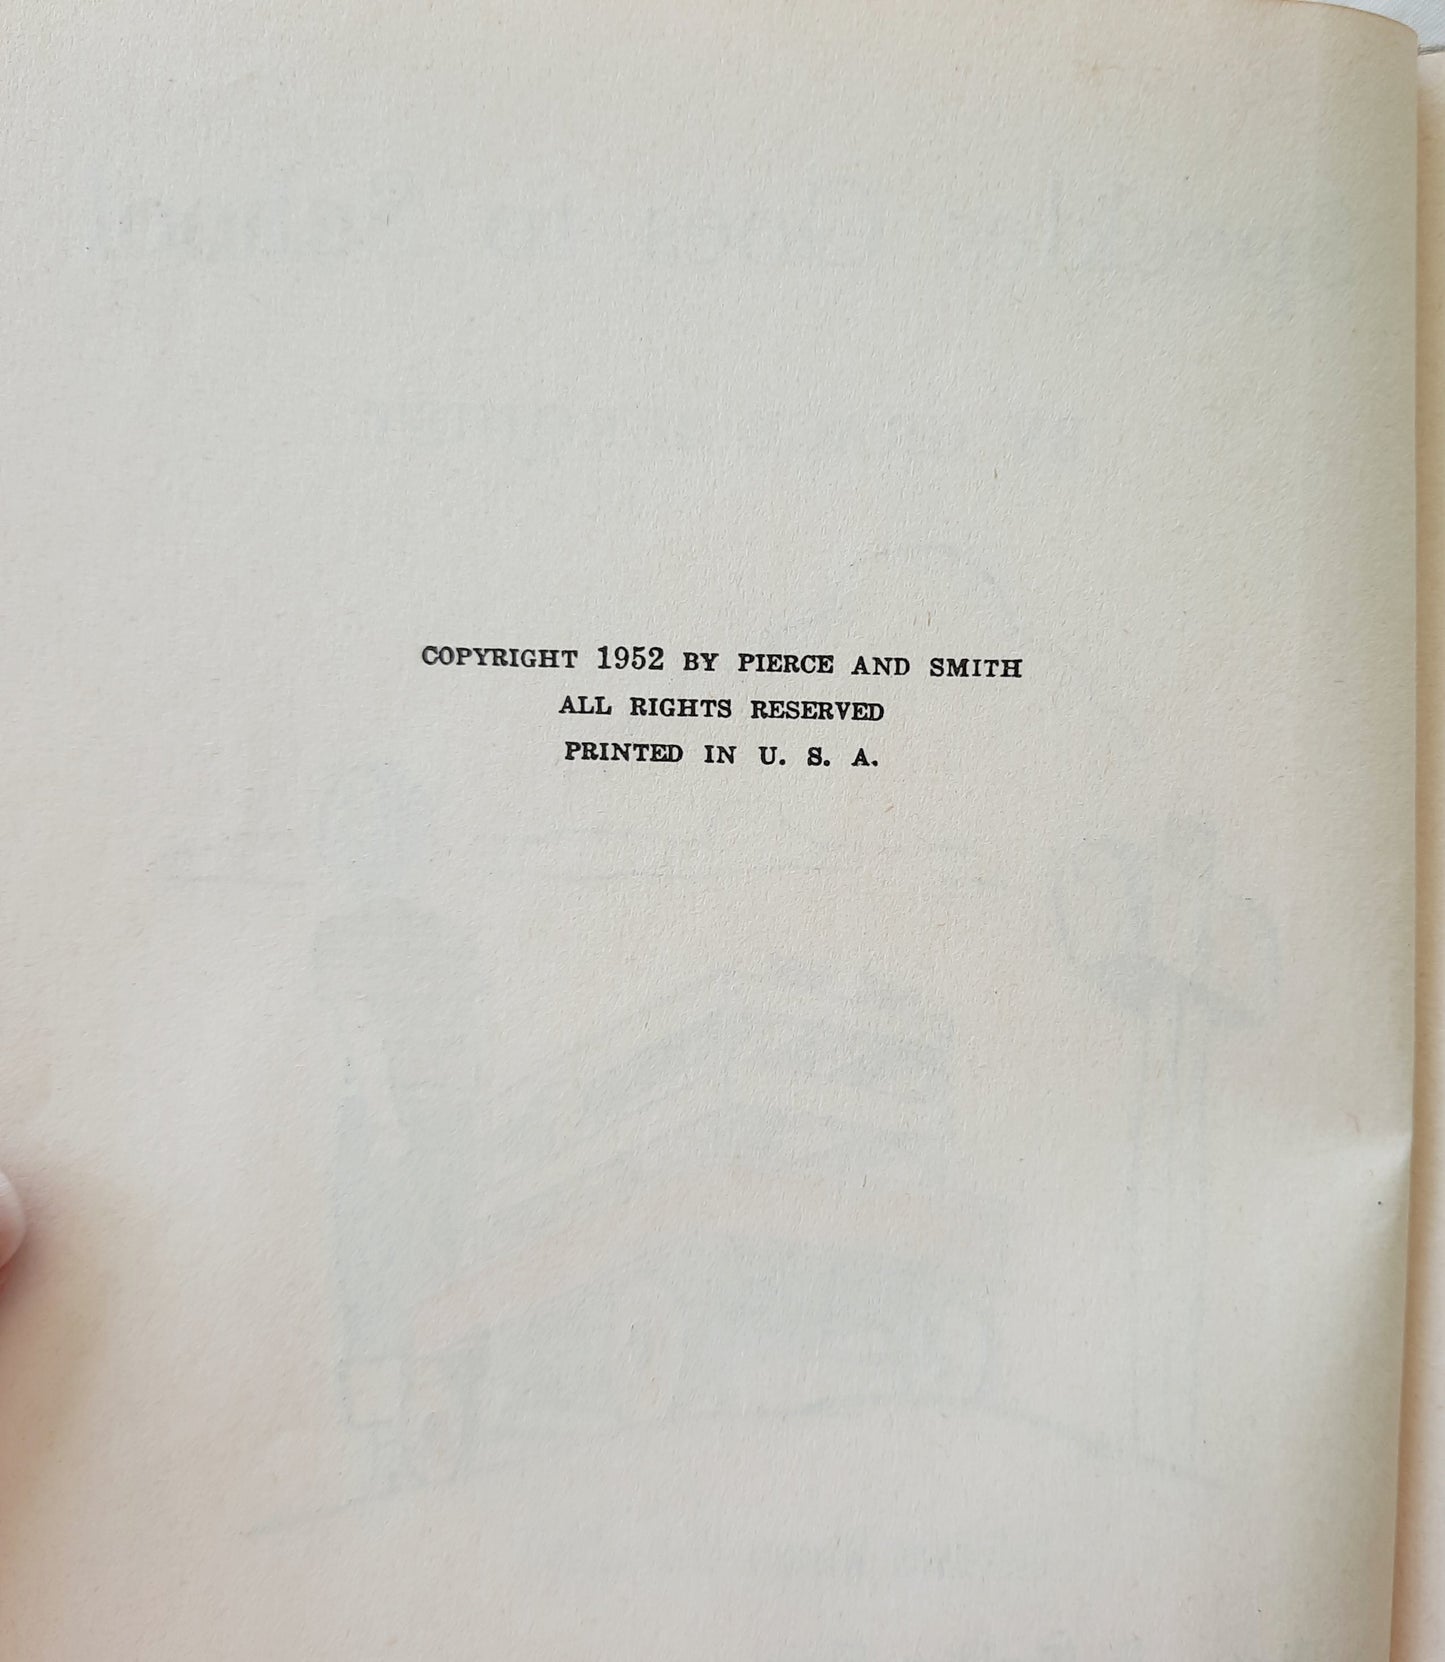 COPYRIGHT 1952 BY PIERCE AND SMITH
ALL RIGHTS RESERVED
PRINTED IN U. S. A.